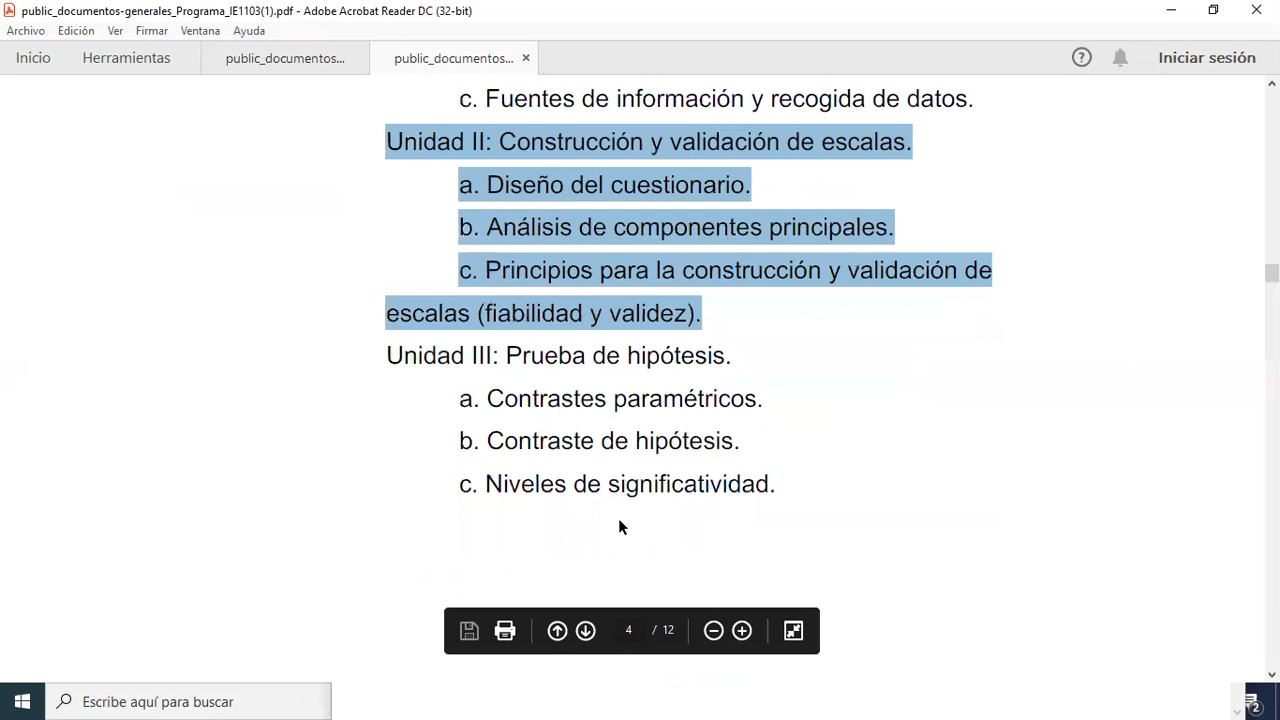 public_documentos-generales_Programa_IE1103(1).pdf - Adobe Acrobat Reader DC (32-bit)
Archivo Edición Ver Firmar Ventana Ayuda
Inicio Herramientas public_documentos... public_documentos... Iniciar sesión
c. Fuentes de información y recogida de datos.
Unidad II: Construcción y validación de escalas.
a. Diseño del cuestionario.
b. Análisis de componentes principales.
c. Principios para la construcción y validación de
escalas (fiabilidad y validez).
Unidad III: Prueba de hipótesis.
a. Contrastes paramétricos.
b. Contraste de hipótesis.
c. Niveles de significatividad.
4 / 12
Escribe aquí para buscar
2